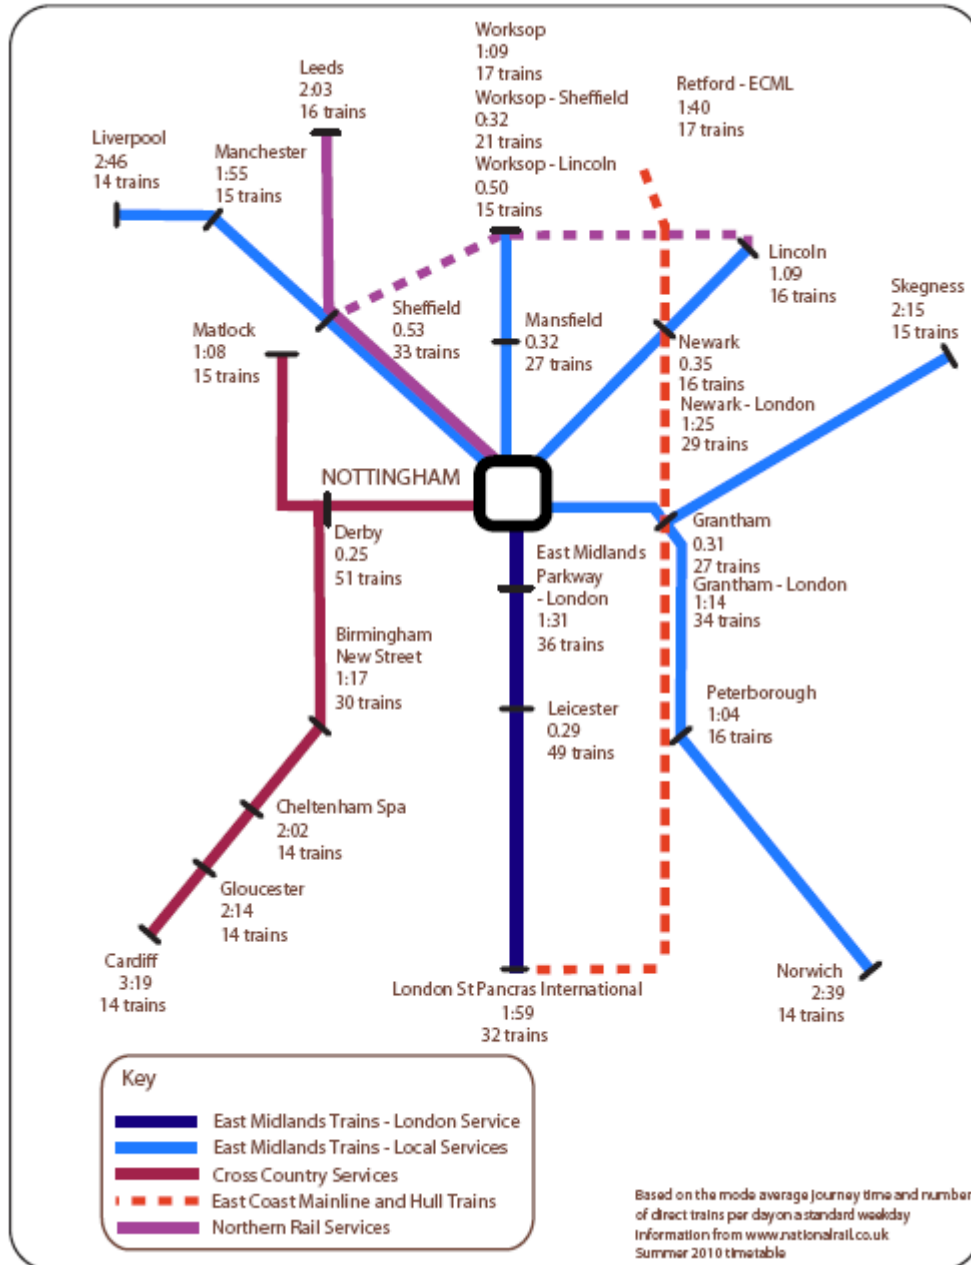 Worksop
1:09
17 trains
Worksop - Sheffield
0:32
21 trains
Worksop - Lincoln
0.50
15 trains
Leeds
2:03
16 trains
Retford - ECML
1:40
17 trains
Liverpool
2:46
14 trains
Manchester
1:55
15 trains
Lincoln
1.09
16 trains
Skegness
2:15
15 trains
Matlock
1:08
15 trains
Sheffield
0.53
33 trains
Mansfield
0.32
27 trains
Newark
0.35
16 trains
Newark - London
1:25
29 trains
NOTTINGHAM
Derby
0.25
51 trains
East Midlands
Parkway
- London
1:31
36 trains
Grantham
0.31
27 trains
Grantham - London
1:14
34 trains
Birmingham
New Street
1:17
30 trains
Leicester
0.29
49 trains
Peterborough
1:04
16 trains
Cheltenham Spa
2:02
14 trains
Gloucester
2:14
14 trains
Cardiff
3:19
14 trains
London St Pancras International
1:59
32 trains
Norwich
2:39
14 trains
Key
East Midlands Trains - London Service
East Midlands Trains - Local Services
Cross Country Services
East Coast Mainline and Hull Trains
Northern Rail Services
Based on the mode average journey time and number
of direct trains per day on a standard weekday
Information from www.nationalrail.co.uk
Summer 2010 timetable